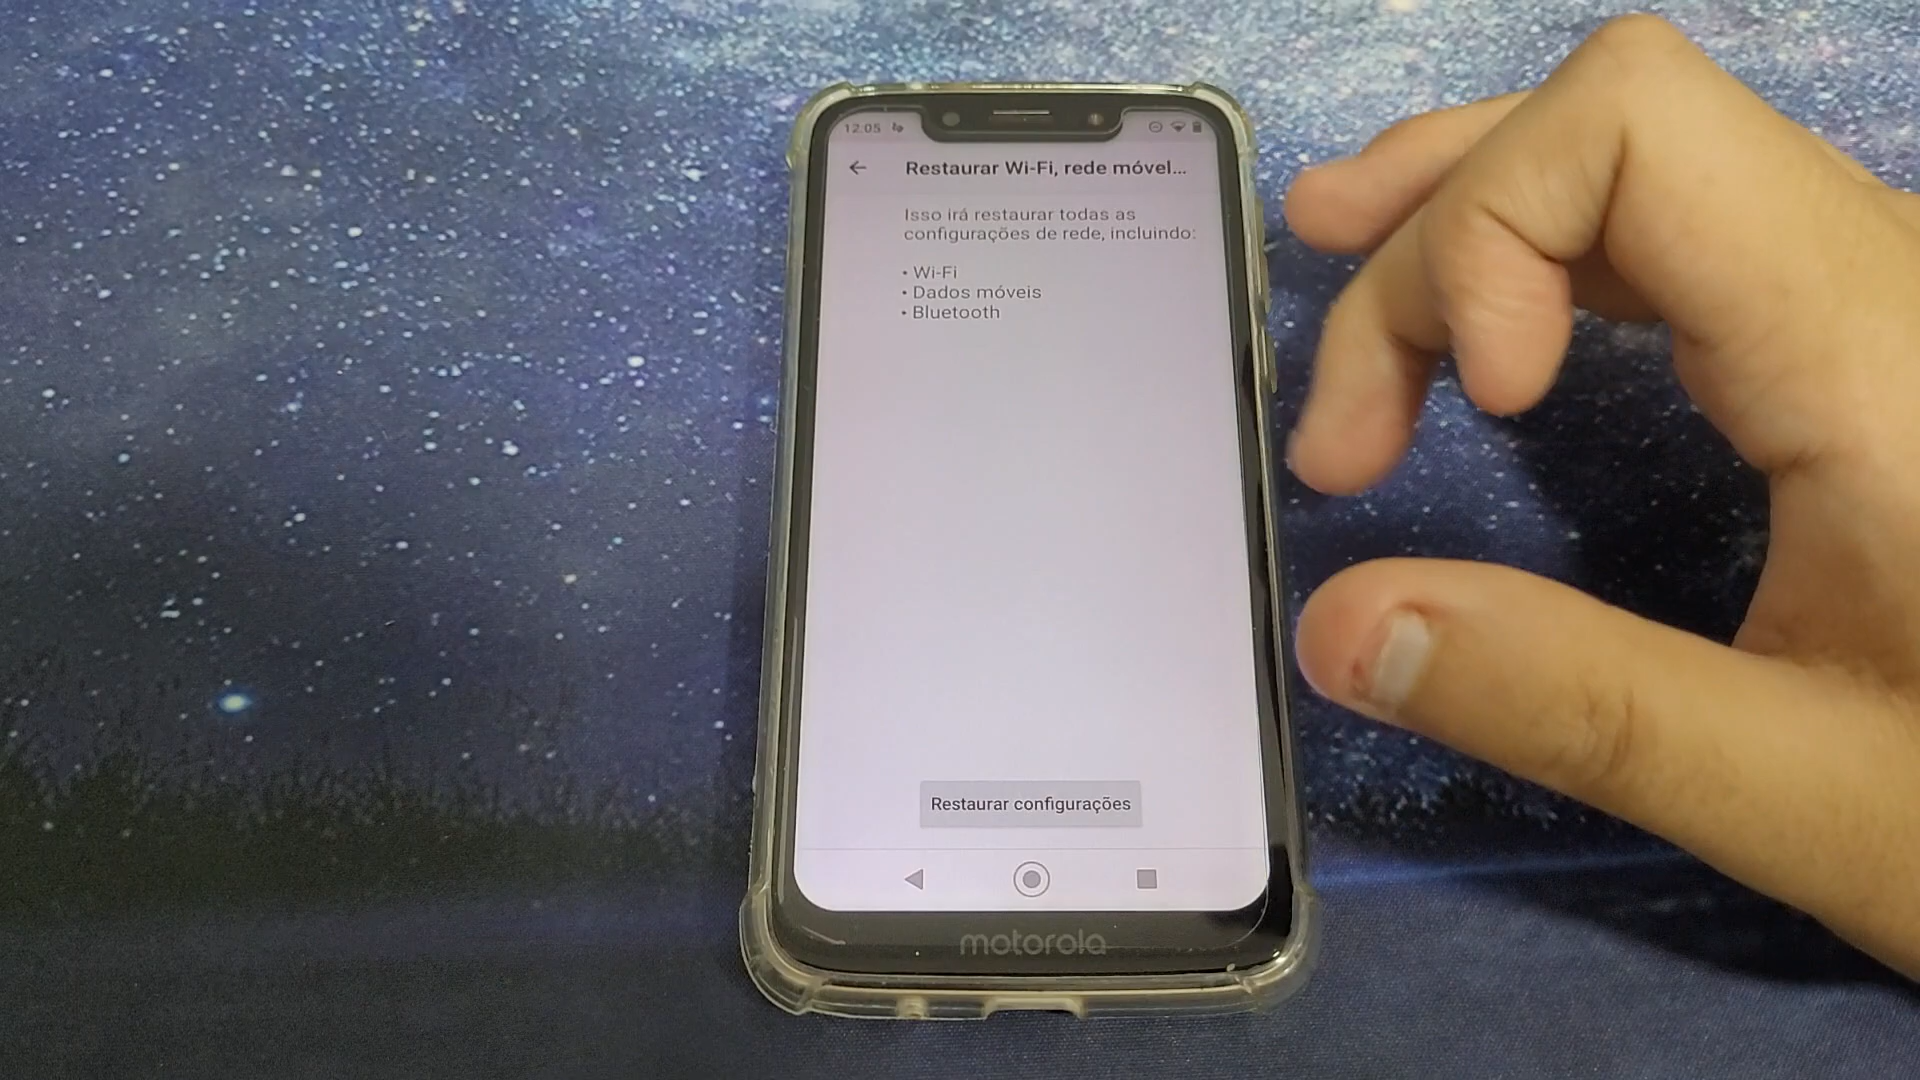 12:05
Restaurar Wi-Fi, rede móvel...
Isso irá restaurar todas as
configurações de rede, incluindo:
• Wi-Fi
• Dados móveis
• Bluetooth
Restaurar configurações
motorola